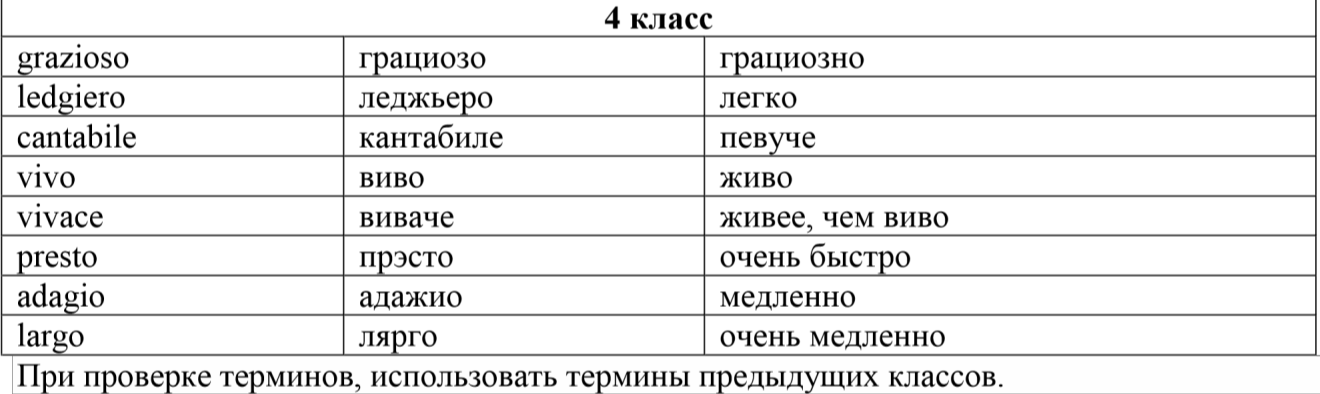 4 класс
grazioso грациозо грациозно
ledgiero леджьеро легко
cantabile кантабиле певуче
vivo виво живо
vivace виваче живее, чем виво
presto прэсто очень быстро
adagio адажио медленно
largo лярго очень медленно
При проверке терминов, использовать термины предыдущих классов.